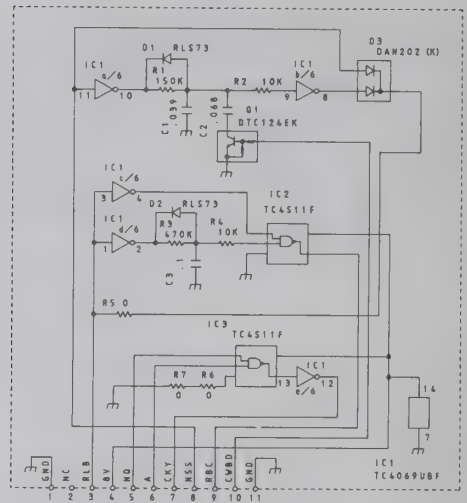 D3
DAN202 (K)
D1
RLS73
IC1
a/6
R1
150K
R2
10K
IC1
b/6
11
10
9
8
C1
.039
C2
.068
Q1
DTC124EK
IC1
c/6
3
4
D2
RLS73
IC2
TC4S11F
IC1
d/6
R3
470K
R4
10K
1
2
C3
.1
R5 0
IC3
TC4S11F
IC1
R7
R6
13
12
0
0
e/6
14
7
IC1
TC4069UBF
GND
NC
RLB
8V
NQ
A
CKY
NSS
RBC
CWBD
GND
1
2
3
4
5
6
7
8
9
10
11